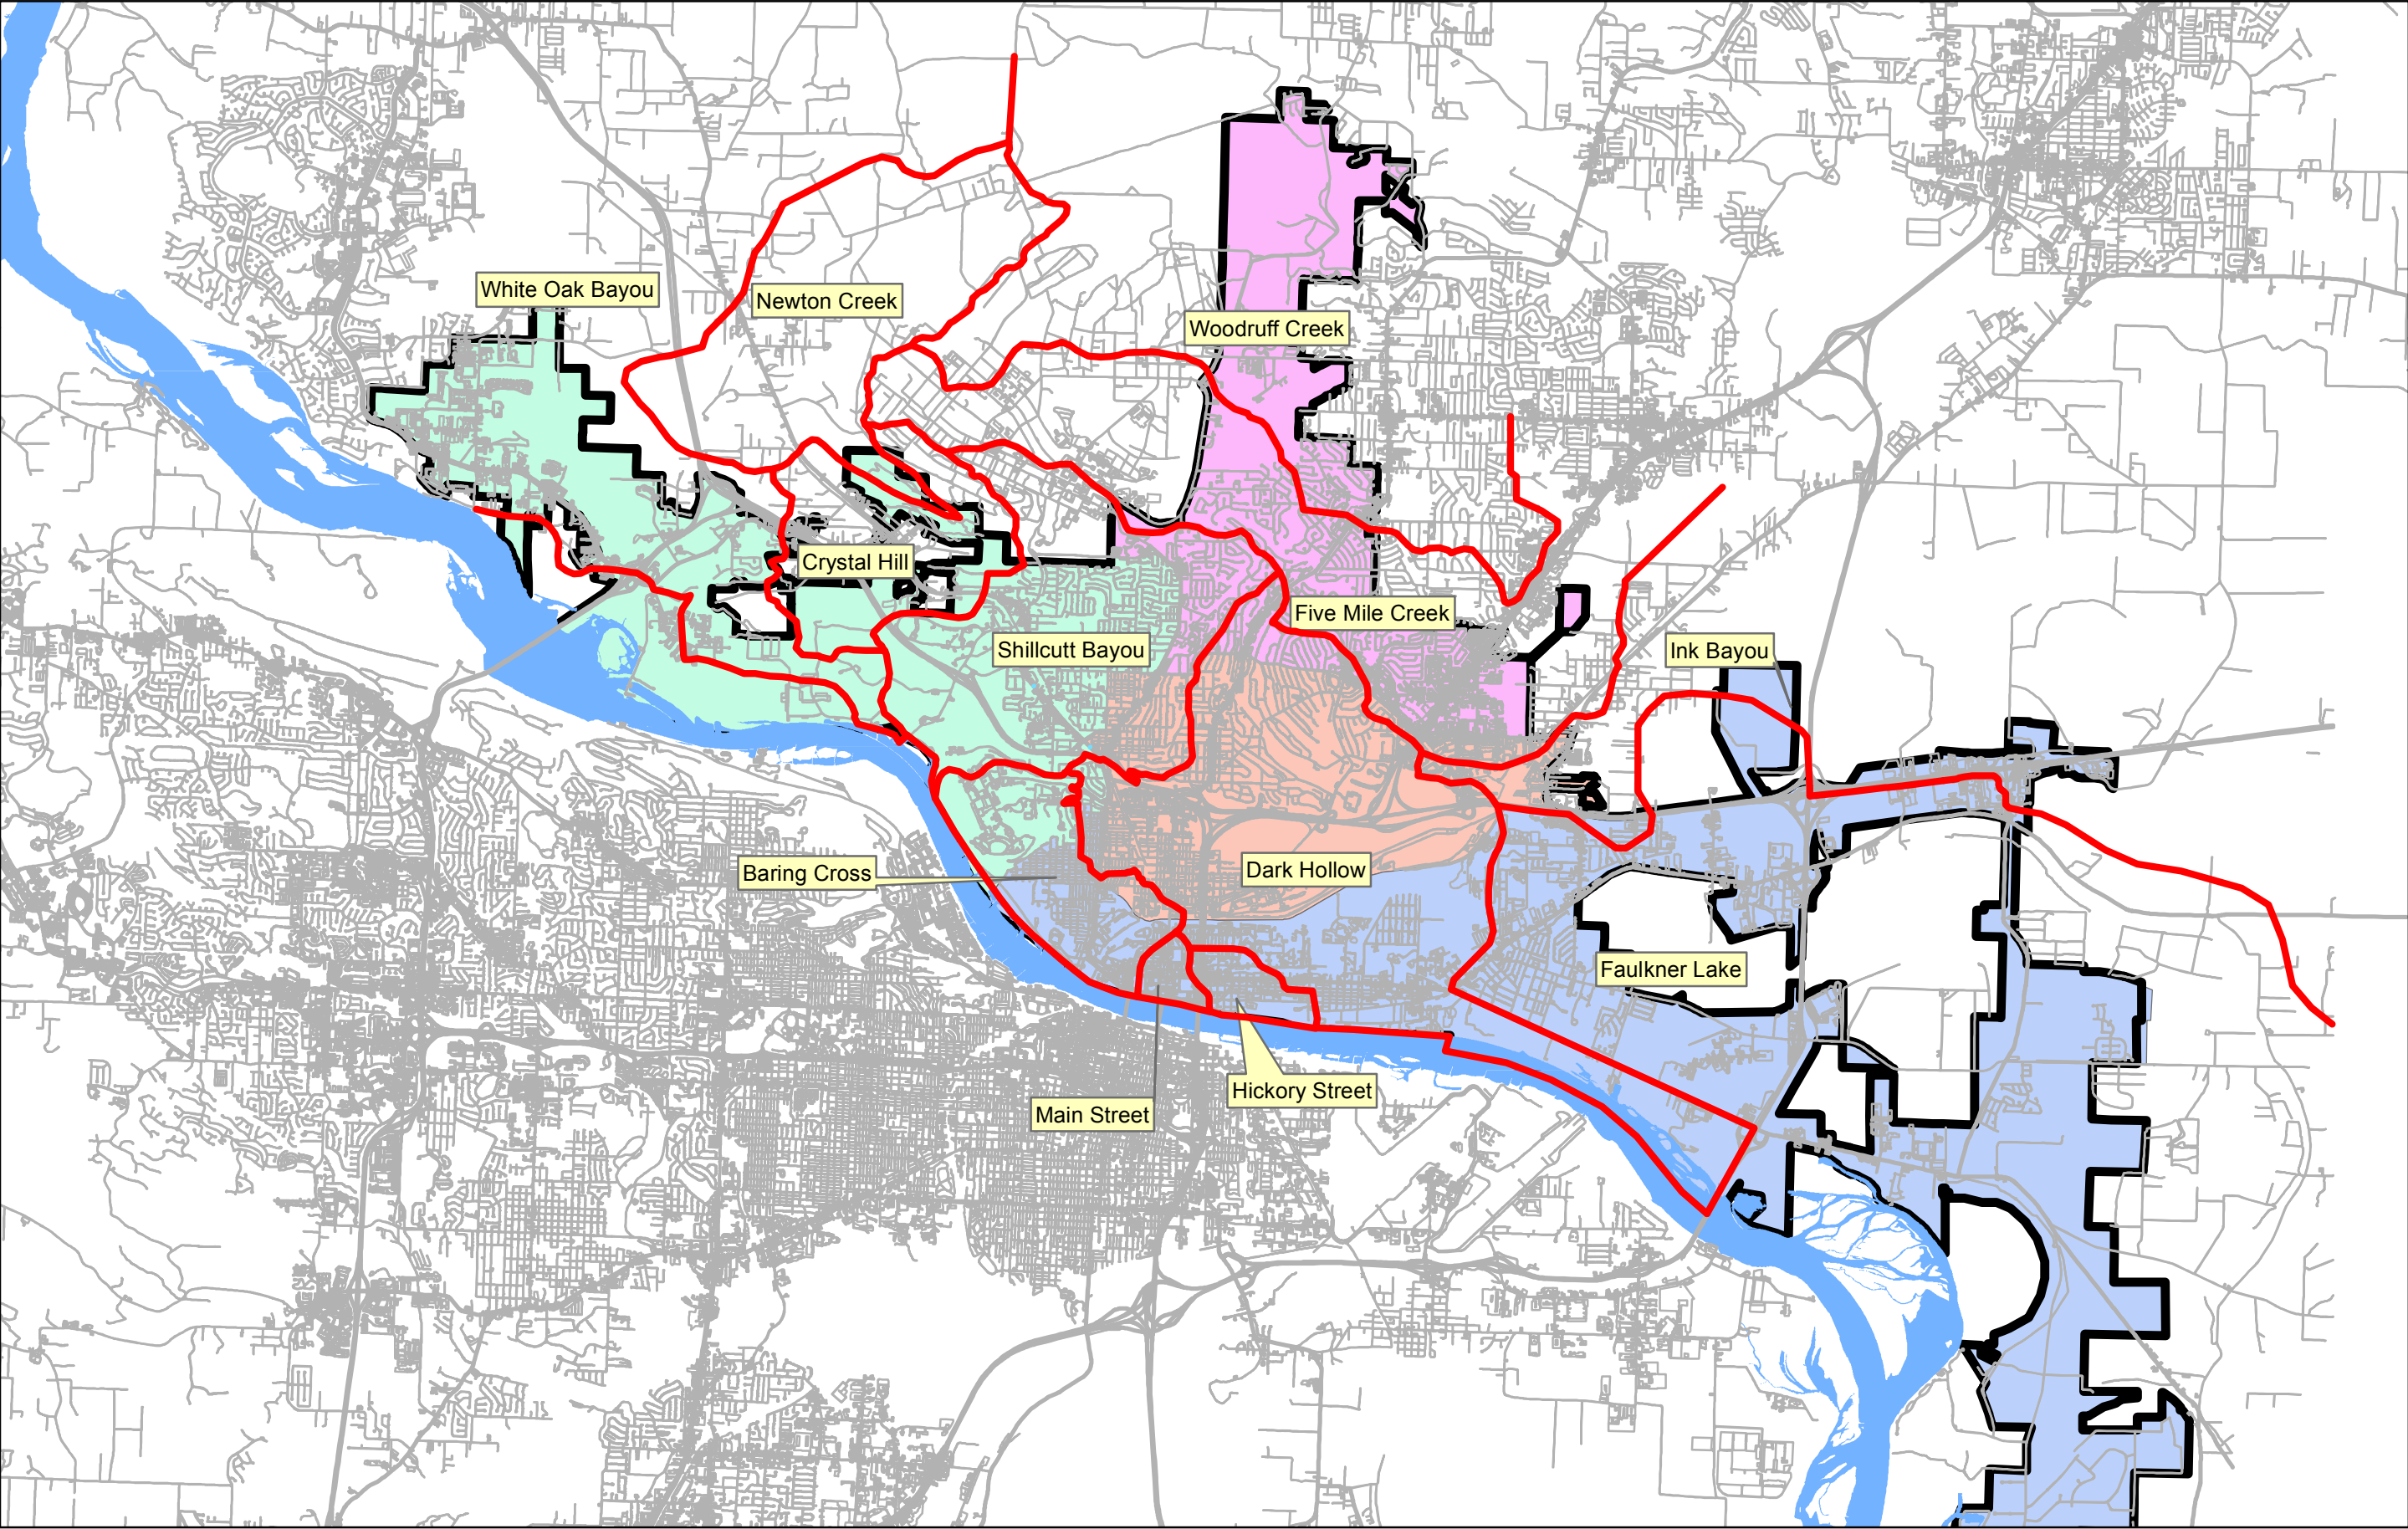 White Oak Bayou
Newton Creek
Woodruff Creek
Crystal Hill
Five Mile Creek
Shillcutt Bayou
Ink Bayou
Baring Cross
Dark Hollow
Faulkner Lake
Hickory Street
Main Street